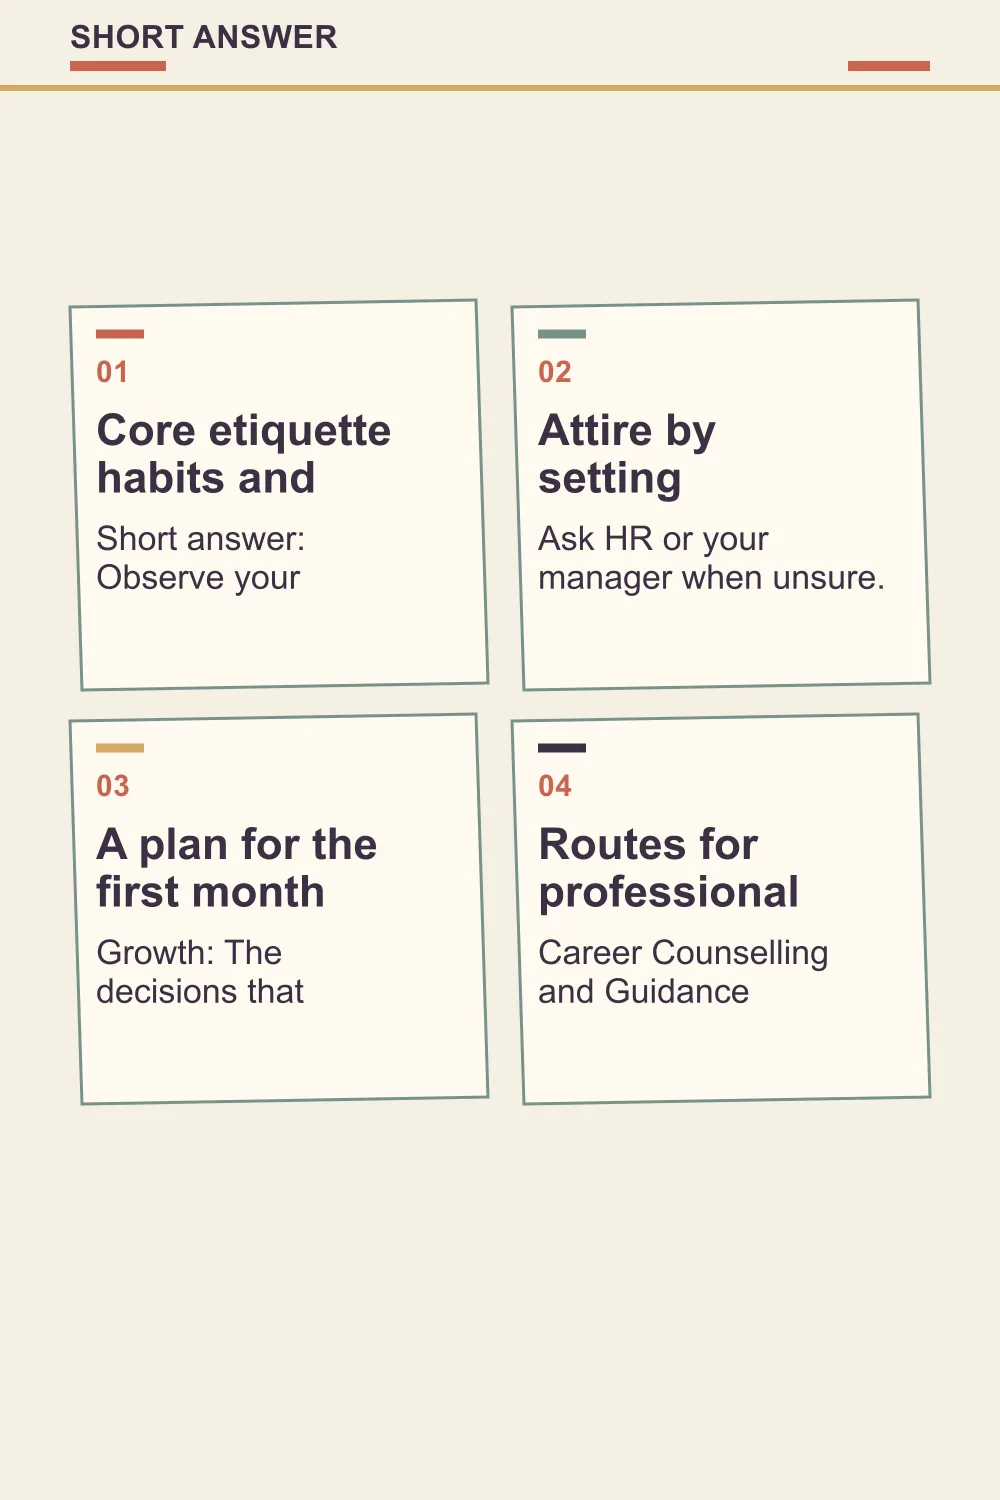 SHORT ANSWER
01
Core etiquette
habits and
Short answer:
Observe your
02
Attire by
setting
Ask HR or your
manager when unsure.
03
A plan for the
first month
Growth: The
decisions that
04
Routes for
professional
Career Counselling
and Guidance